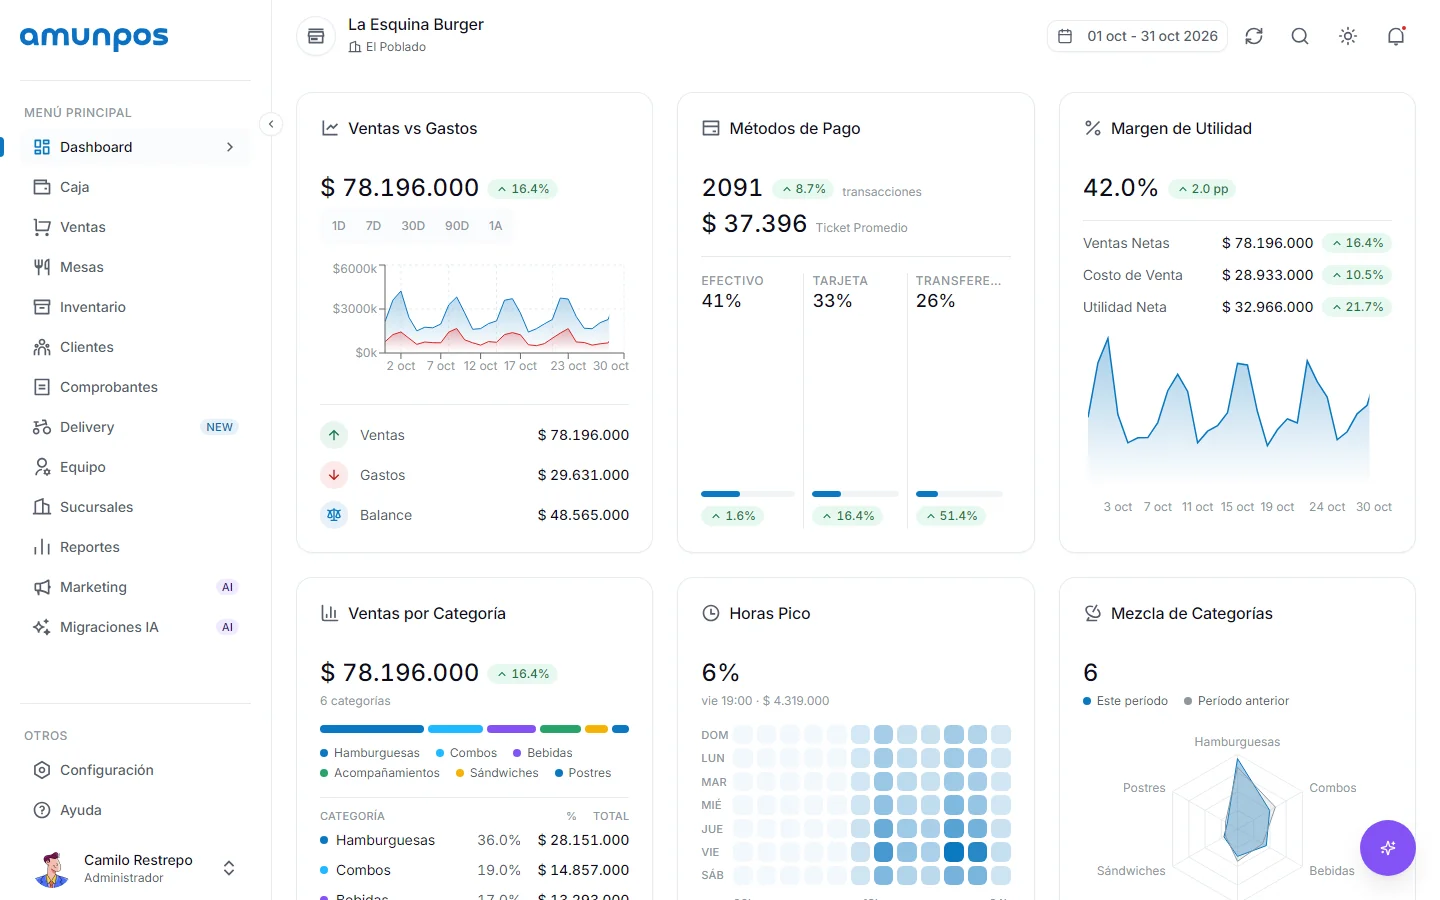 amunpos
MENÚ PRINCIPAL
Dashboard
Caja
Ventas
Mesas
Inventario
Clientes
Comprobantes
Delivery NEW
Equipo
Sucursales
Reportes
Marketing AI
Migraciones IA AI
OTROS
Configuración
Ayuda
Camilo Restrepo
Administrador
La Esquina Burger
El Poblado
01 oct - 31 oct 2026
Ventas vs Gastos
$ 78.196.000 16.4%
1D 7D 30D 90D 1A
$6000k
$3000k
$0k
2 oct 7 oct 12 oct 17 oct 23 oct 30 oct
Ventas $ 78.196.000
Gastos $ 29.631.000
Balance $ 48.565.000
Métodos de Pago
2091 8.7% transacciones
$ 37.396 Ticket Promedio
EFECTIVO TARJETA TRANSFERE...
41% 33% 26%
1.6% 16.4% 51.4%
Margen de Utilidad
42.0% 2.0 pp
Ventas Netas $ 78.196.000 16.4%
Costo de Venta $ 28.933.000 10.5%
Utilidad Neta $ 32.966.000 21.7%
3 oct 7 oct 11 oct 15 oct 19 oct 24 oct 30 oct
Ventas por Categoría
$ 78.196.000 16.4%
6 categorías
Hamburguesas Combos Bebidas
Acompañamientos Sándwiches Postres
CATEGORÍA % TOTAL
Hamburguesas 36.0% $ 28.151.000
Combos 19.0% $ 14.857.000
Bebidas 17.0% $ 13.293.000
Horas Pico
6%
vie 19:00 · $ 4.319.000
DOM
LUN
MAR
MIÉ
JUE
VIE
SÁB
Mezcla de Categorías
6
Este período Período anterior
Hamburguesas
Postres Combos
Sándwiches Bebidas